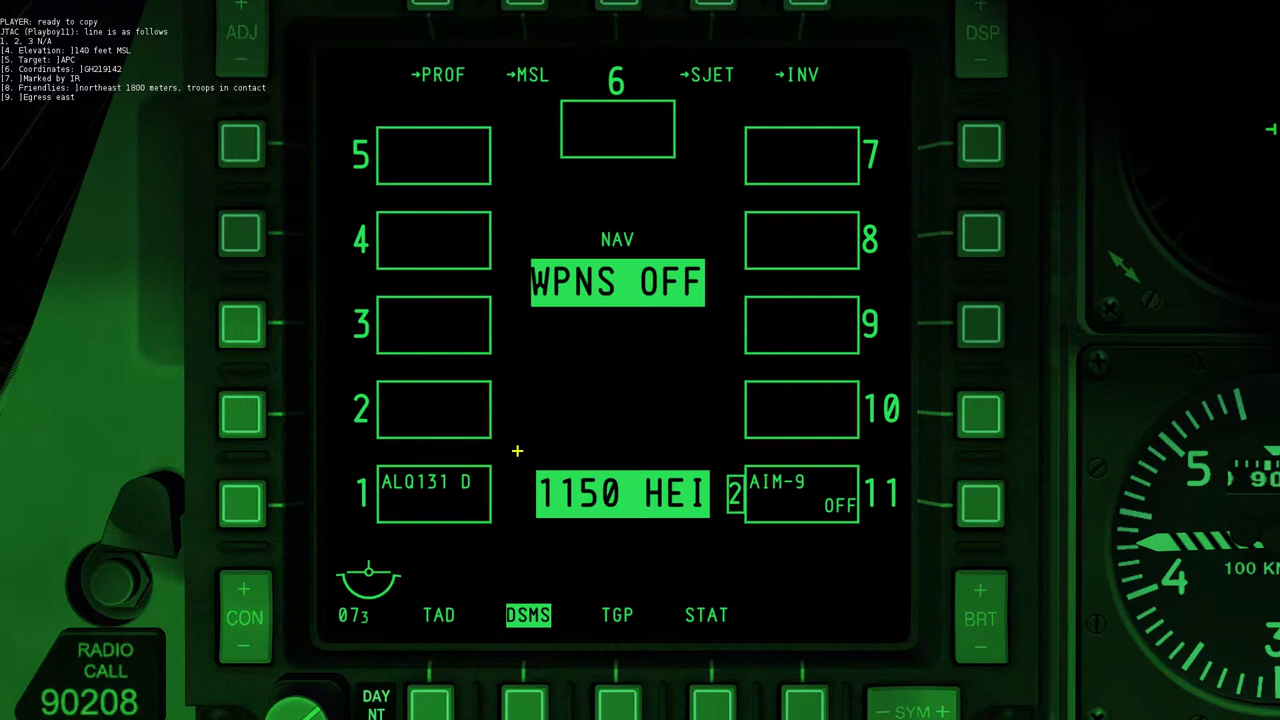 PLAYER: ready to copy
JTAC (Playboy11): line is as follows
1, 2, 3 N/A
[4. Elevation: ]140 feet MSL
[5. Target: ]APC
[6. Coordinates: ]GH219142
[7. ]Marked by IR
[8. Friendlies: ]northeast 1800 meters, troops in contact
[9. ]Egress east
+
ADJ
−
+
DSP
−
→PROF →MSL 6 →SJET →INV
5 7
4 NAV 8
WPNS OFF
3 9
2 10
1 ALQ131 D 1150 HEI 2 AIM-9 OFF 11
073 TAD DSMS TGP STAT
+
CON
−
+
BRT
−
RADIO
CALL
90208
DAY
NT
− SYM +
5
90
4
3